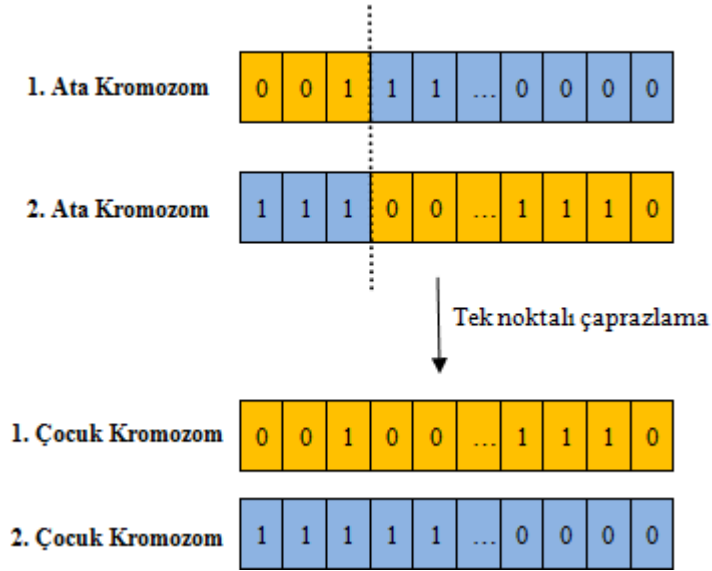 1. Ata Kromozom 0 0 1 1 1 ... 0 0 0 0
2. Ata Kromozom 1 1 1 0 0 ... 1 1 1 0
Tek noktalı çaprazlama
1. Çocuk Kromozom 0 0 1 0 0 ... 1 1 1 0
2. Çocuk Kromozom 1 1 1 1 1 ... 0 0 0 0